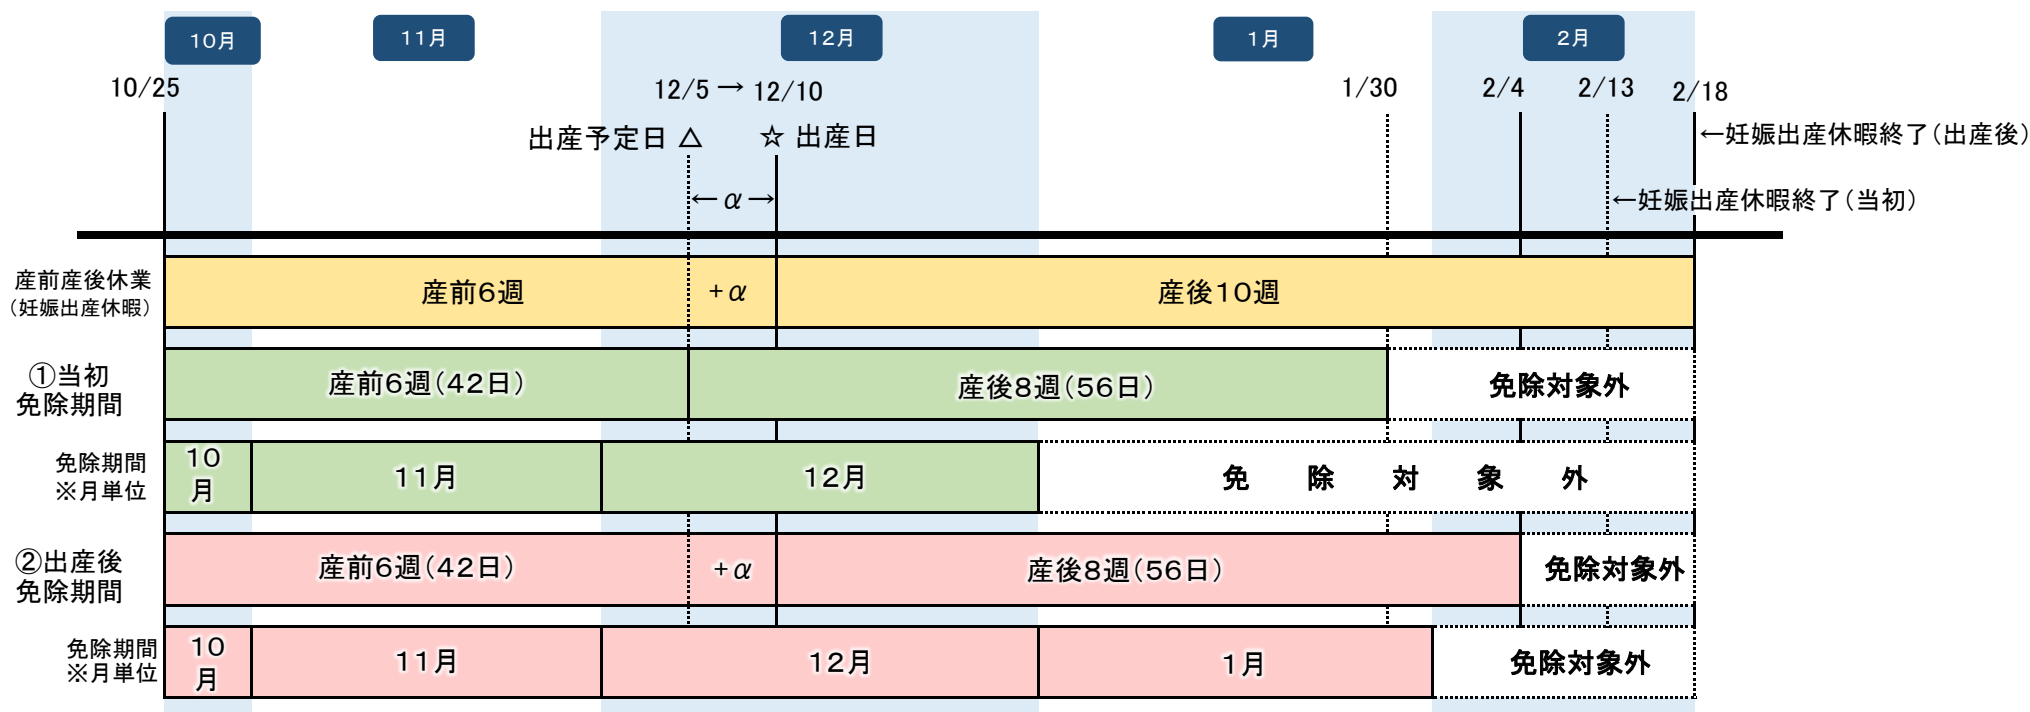 10月
11月
12月
1月
2月
10/25
12/5 → 12/10
1/30
2/4
2/13
2/18
出産予定日 △
☆ 出産日
←妊娠出産休暇終了(出産後)
← α →
←妊娠出産休暇終了(当初)
産前産後休業
(妊娠出産休暇)
産前6週
+α
産後10週
①当初
免除期間
産前6週(42日)
産後8週(56日)
免除対象外
免除期間
※月単位
10
月
11月
12月
免除対象外
②出産後
免除期間
産前6週(42日)
+α
産後8週(56日)
免除対象外
免除期間
※月単位
10
月
11月
12月
1月
免除対象外